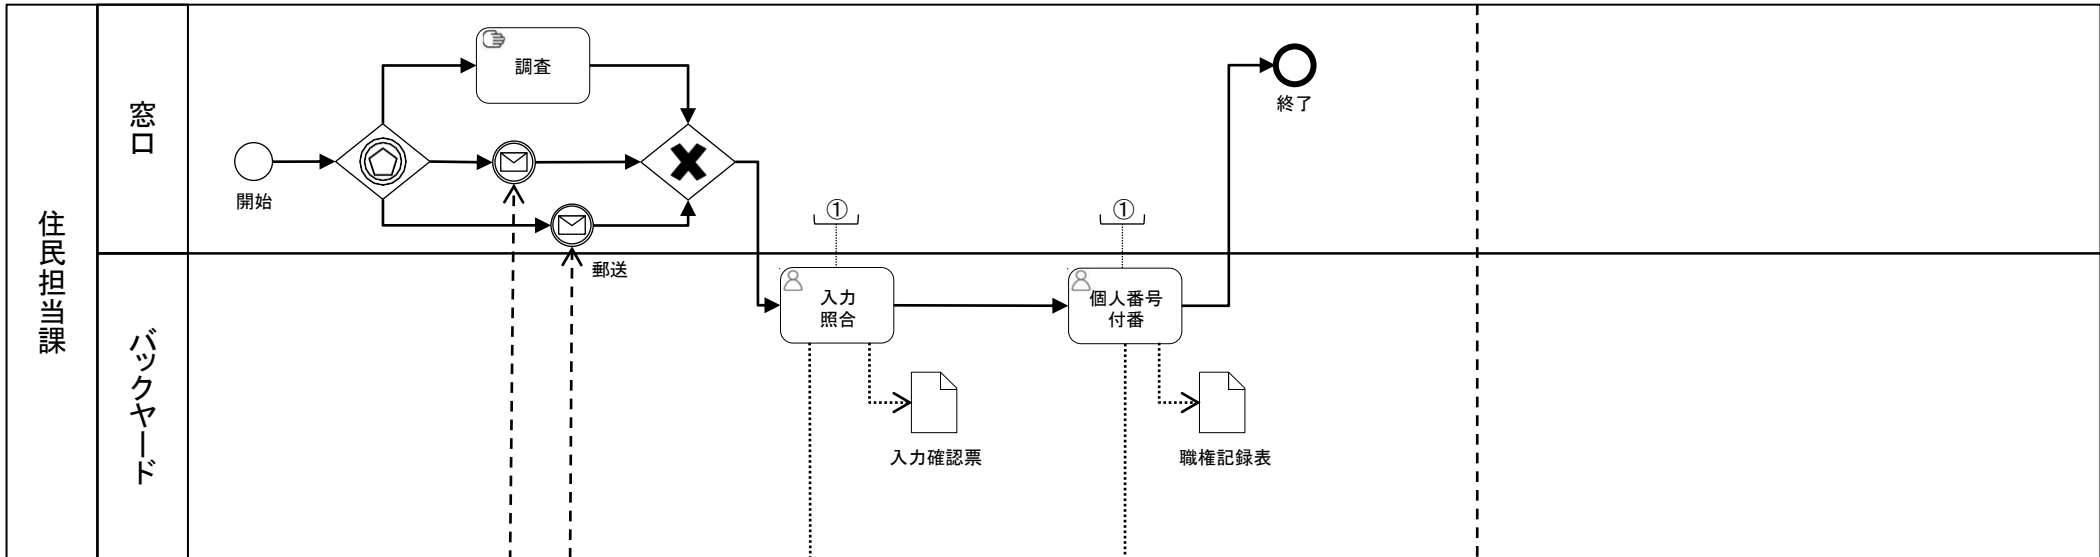 住民担当課
窓口
バックヤード
開始
調査
郵送
終了
①
①
入力
照合
個人番号
付番
入力確認票
職権記録表